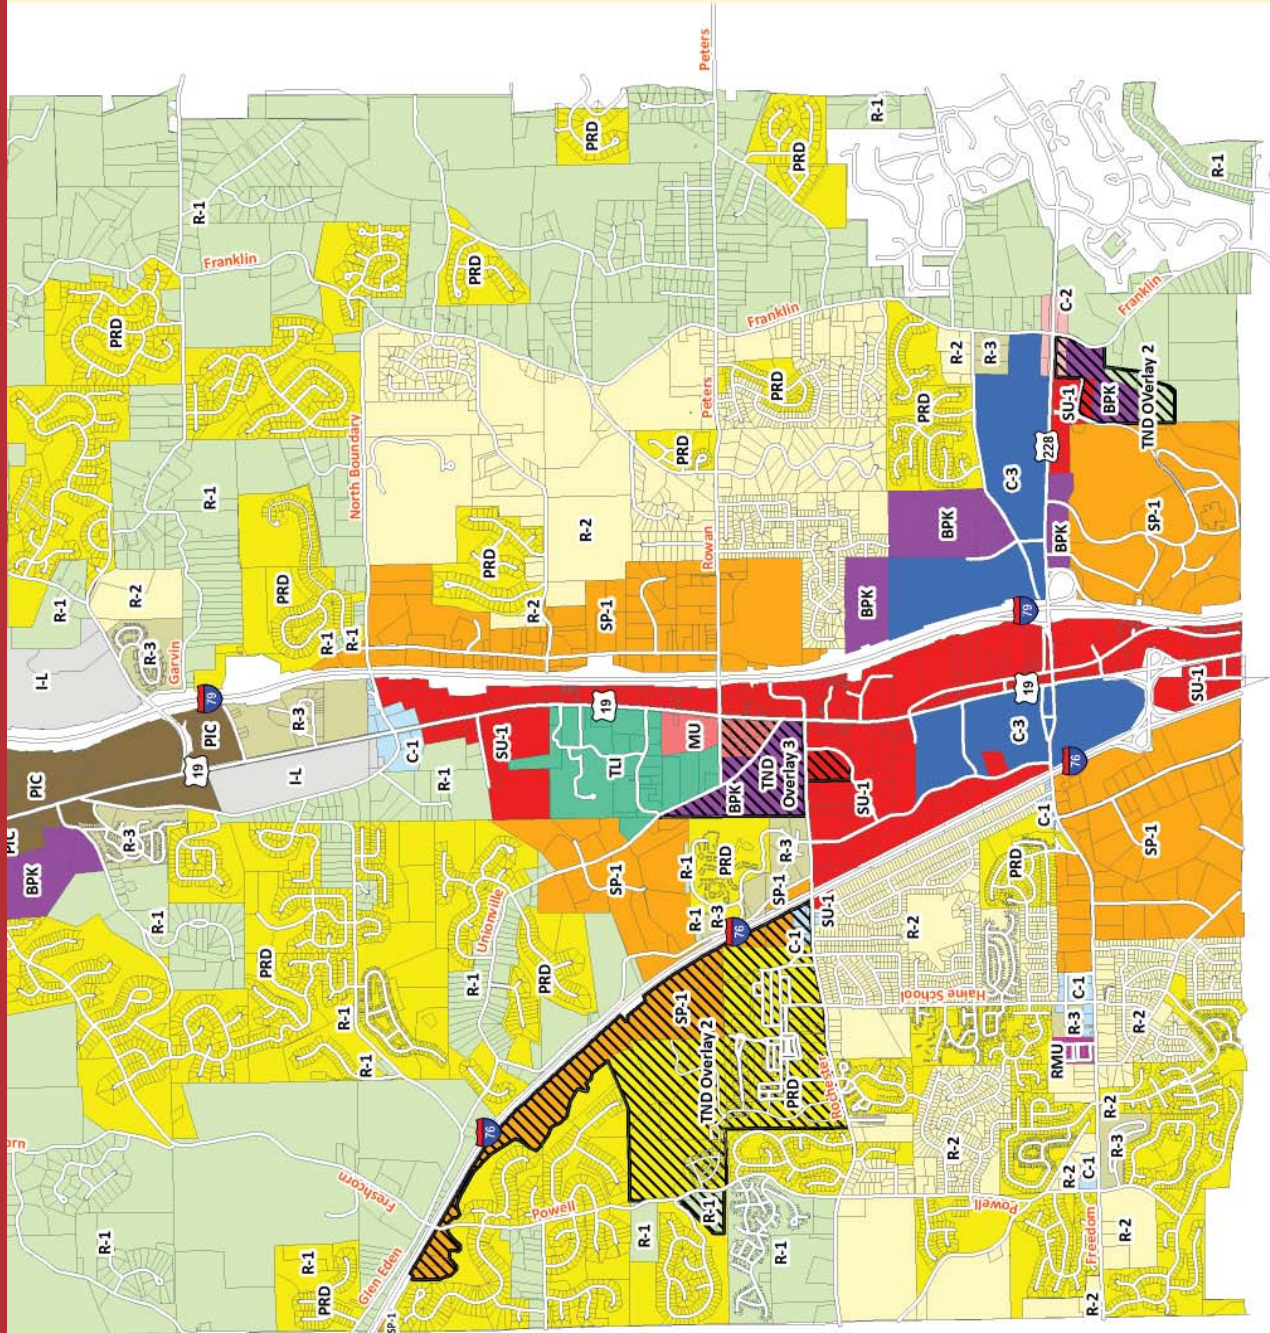 Peters
R-1
PRD
PRD
R-1
R-1
Franklin
PRD
PRD
C-2
Franklin
Franklin
PRD
R-2
R-3
TND Overlay 2
BPK
SU-1
PRD
Peters
PRD
PRD
228
North Boundary
R-1
C-3
BPK
BPK
SP-1
R-2
PRD
Rowan
PRD
R-1
R-2
R-3
Garvin
R-1
R-1
R-2
SP-1
BPK
79
I-L
79
PIC
R-3
19
19
SU-1
PIC
19
I-L
C-1
R-1
SU-1
TLI
MU
BPK
TND
Overlay 3
SU-1
C-3
76
PIC
BPK
R-3
SP-1
R-1
PRD
R-3
C-1
SP-1
R-1
R-3
SP-1
SU-1
PRD
R-1
Unionville
76
C-1
R-2
PRD
PRD
R-1
R-1
R-1
SP-1
TND Overlay 2
PRD
Rochester
Haine School
C-1
R-3
R-2
RMU
R-2
orn
76
R-2
R-3
R-2
C-1
Freshcorn
Powell
R-1
Powell
Freedom
R-2
R-1
R-1
R-1
Glen Eden
R-1
PRD
SP-1
R-2